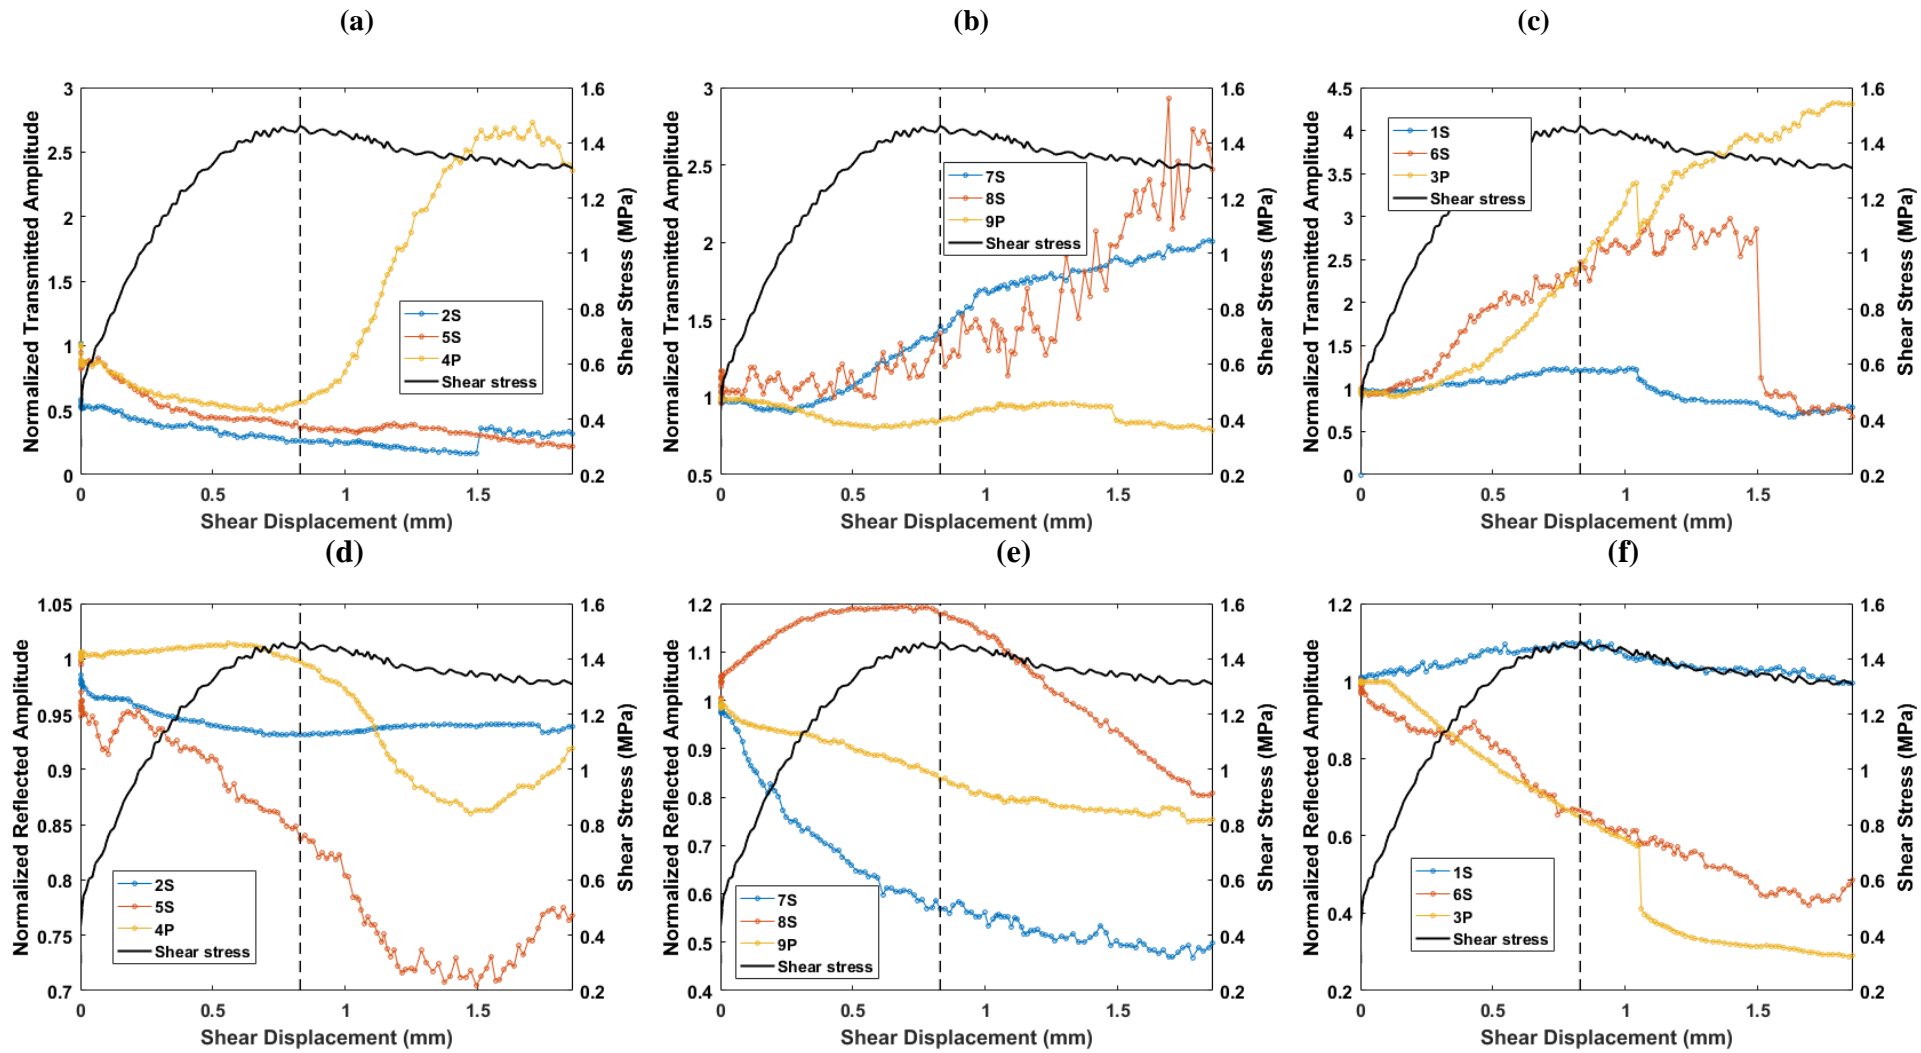 (a)
Normalized Transmitted Amplitude
3
2.5
2
1.5
1
0.5
0
1.6
1.4
1.2
1
0.8
0.6
0.4
0.2
Shear Stress (MPa)
2S
5S
4P
Shear stress
0 0.5 1 1.5
Shear Displacement (mm)
(b)
Normalized Transmitted Amplitude
3
2.5
2
1.5
1
0.5
1.6
1.4
1.2
1
0.8
0.6
0.4
0.2
Shear Stress (MPa)
7S
8S
9P
Shear stress
0 0.5 1 1.5
Shear Displacement (mm)
(c)
Normalized Transmitted Amplitude
4.5
4
3.5
3
2.5
2
1.5
1
0.5
0
1.6
1.4
1.2
1
0.8
0.6
0.4
0.2
Shear Stress (MPa)
1S
6S
3P
Shear stress
0 0.5 1 1.5
Shear Displacement (mm)
(d)
Normalized Reflected Amplitude
1.05
1
0.95
0.9
0.85
0.8
0.75
0.7
1.6
1.4
1.2
1
0.8
0.6
0.4
0.2
Shear Stress (MPa)
2S
5S
4P
Shear stress
0 0.5 1 1.5
Shear Displacement (mm)
(e)
Normalized Reflected Amplitude
1.2
1.1
1
0.9
0.8
0.7
0.6
0.5
0.4
1.6
1.4
1.2
1
0.8
0.6
0.4
0.2
Shear Stress (MPa)
7S
8S
9P
Shear stress
0 0.5 1 1.5
Shear Displacement (mm)
(f)
Normalized Reflected Amplitude
1.2
1
0.8
0.6
0.4
0.2
1.6
1.4
1.2
1
0.8
0.6
0.4
0.2
Shear Stress (MPa)
1S
6S
3P
Shear stress
0 0.5 1 1.5
Shear Displacement (mm)